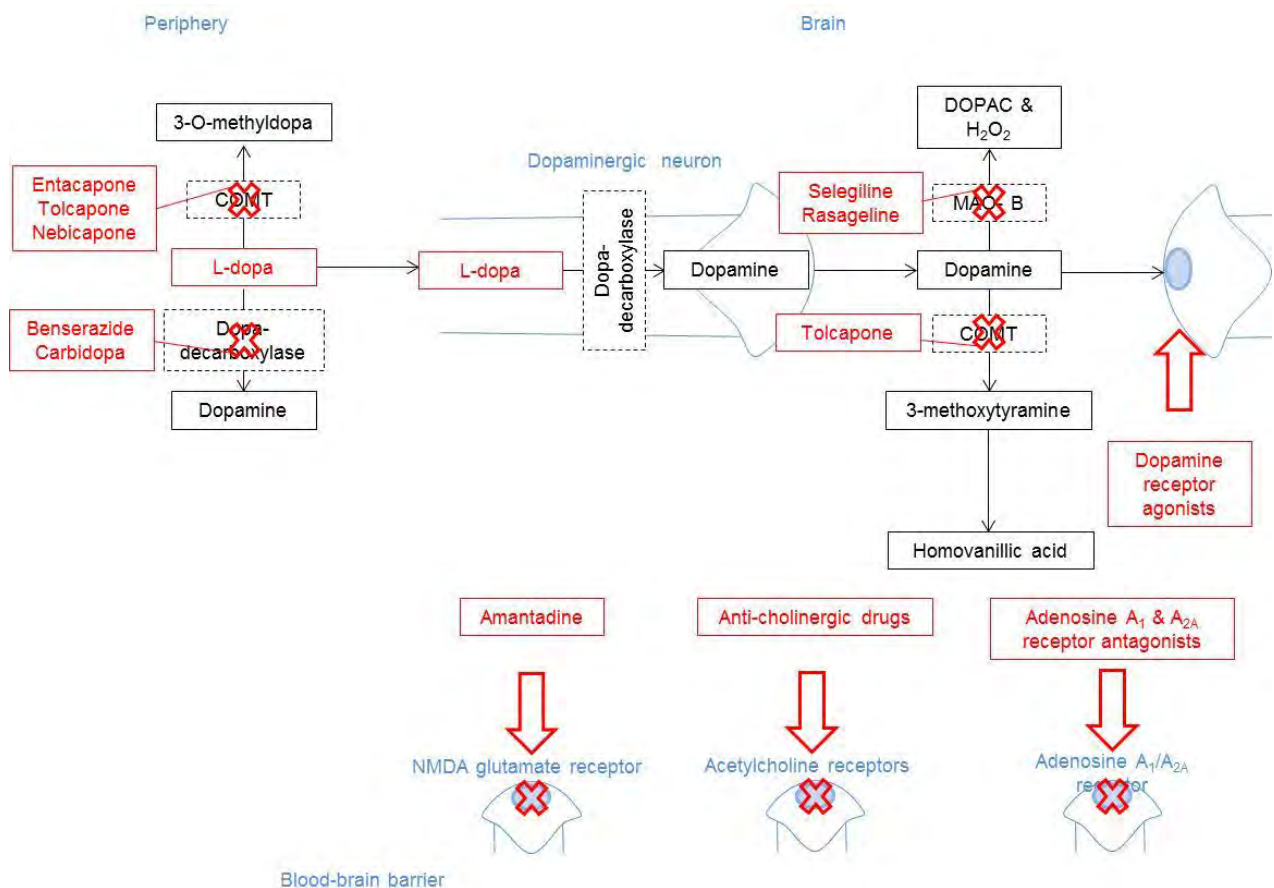 Periphery
Brain
3-O-methyldopa
DOPAC &
H₂O₂
Dopaminergic neuron
Entacapone
Tolcapone
Nebicapone
COMT
Selegiline
Rasageline
MAO- B
L-dopa
L-dopa
Dopa-
decarboxylase
Dopamine
Dopamine
Benserazide
Carbidopa
Dopa-
decarboxylase
Tolcapone
COMT
Dopamine
3-methoxytyramine
Dopamine
receptor
agonists
Homovanillic acid
Amantadine
Anti-cholinergic drugs
Adenosine A₁ & A₂A
receptor antagonists
NMDA glutamate receptor
Acetylcholine receptors
Adenosine A₁/A₂A
receptor
Blood-brain barrier